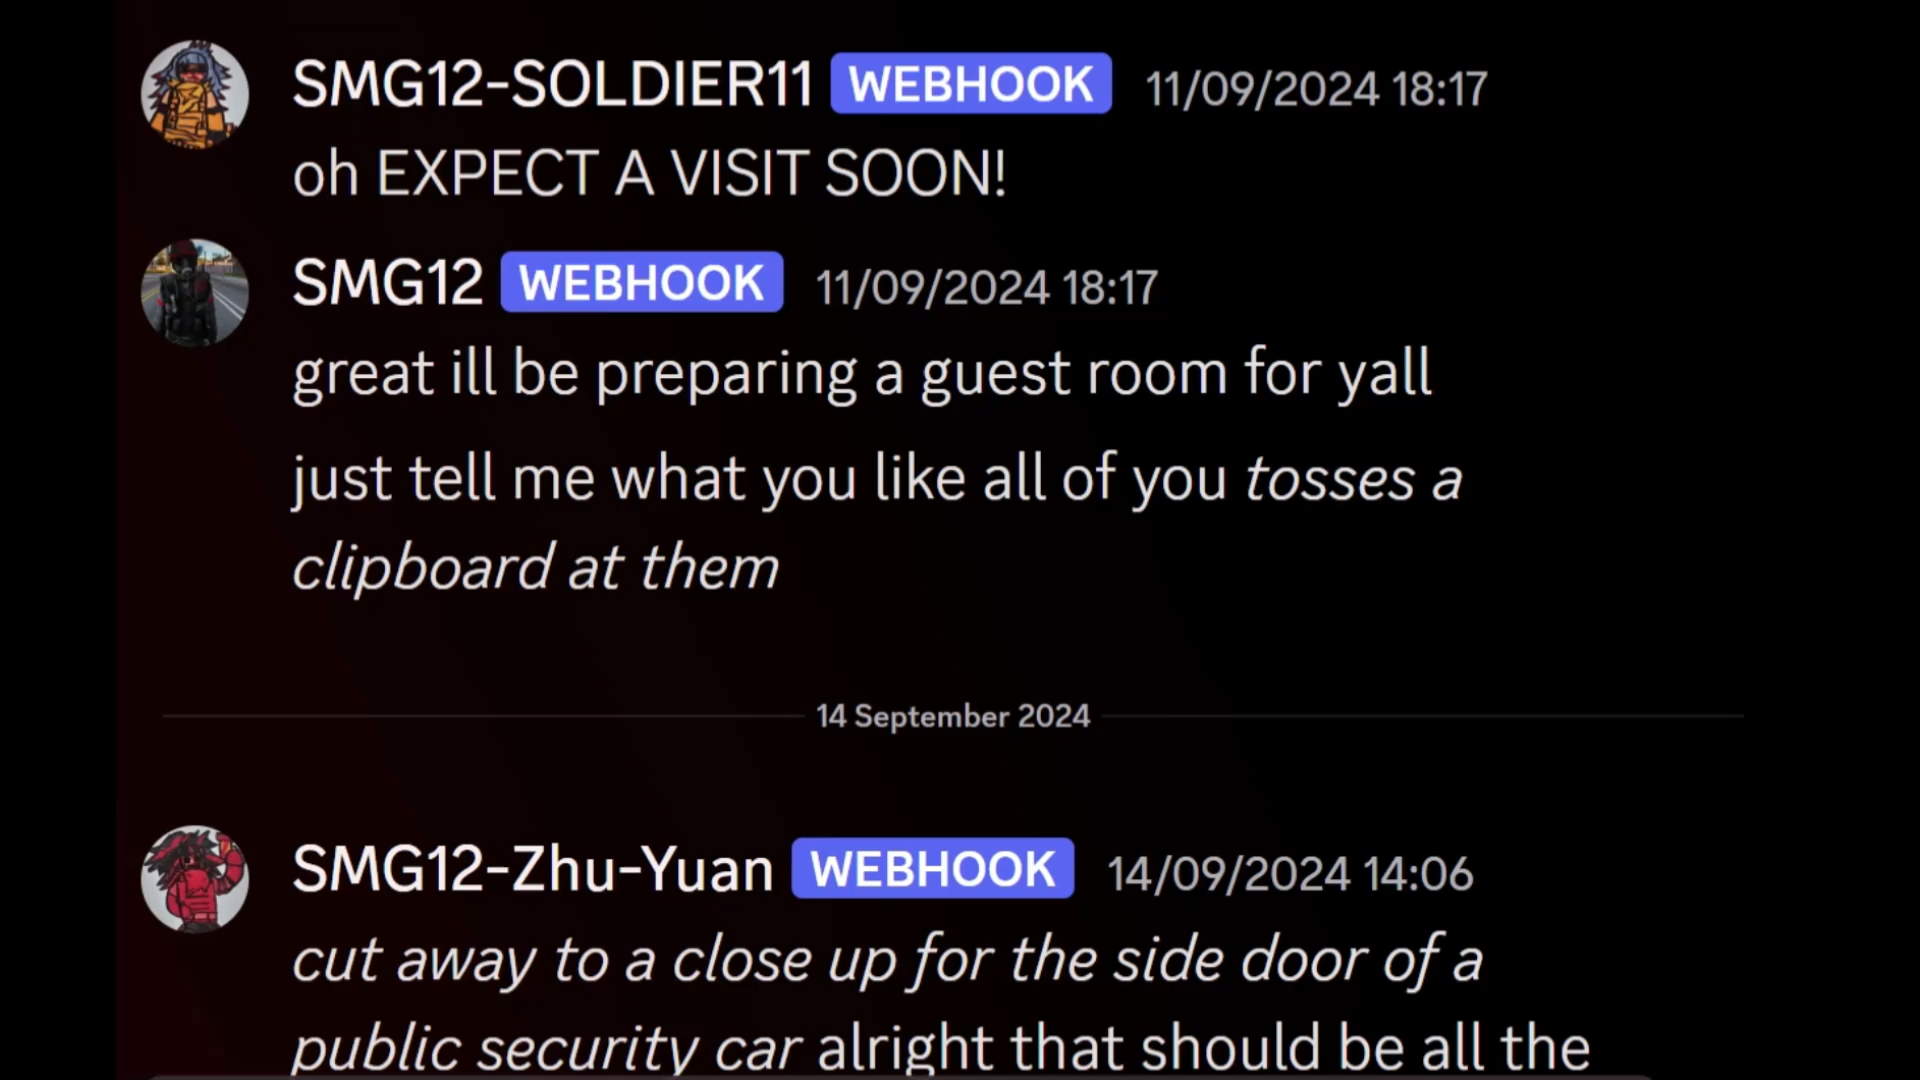 SMG12-SOLDIER11 WEBHOOK 11/09/2024 18:17
oh EXPECT A VISIT SOON!
SMG12 WEBHOOK 11/09/2024 18:17
great ill be preparing a guest room for yall
just tell me what you like all of you tosses a
clipboard at them
14 September 2024
SMG12-Zhu-Yuan WEBHOOK 14/09/2024 14:06
cut away to a close up for the side door of a
public security car alright that should be all the